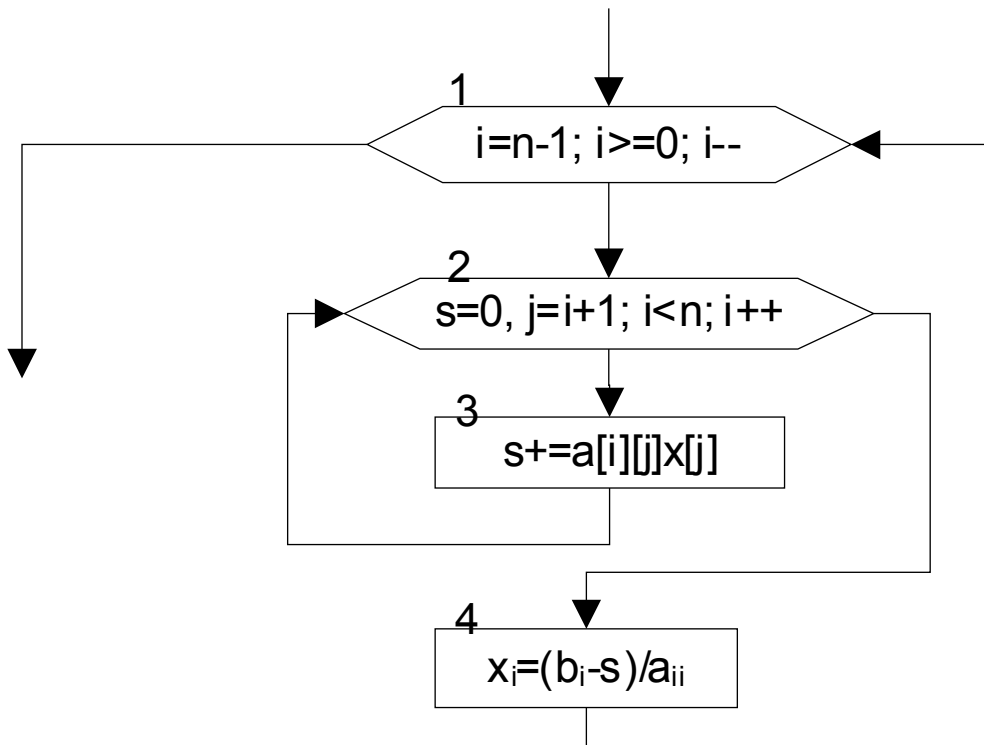 1
i=n-1; i>=0; i--
2
s=0, j=i+1; i<n; i++
3
s+=a[i][j]x[j]
4
xᵢ=(bᵢ-s)/aᵢᵢ